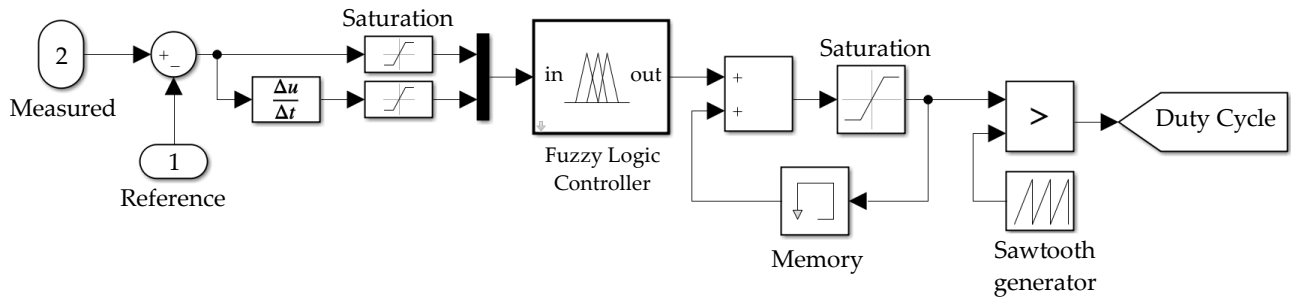 Saturation
2
+
−
Measured
Δu
Δt
1
Reference
in
out
Fuzzy Logic
Controller
+
+
Saturation
Memory
>
Sawtooth
generator
Duty Cycle